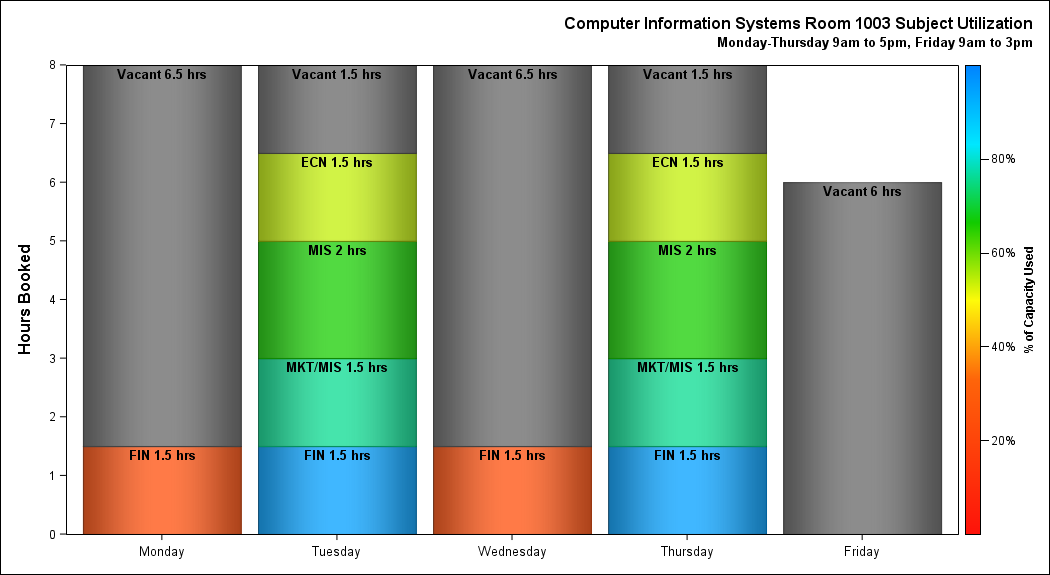 Computer Information Systems Room 1003 Subject Utilization
Monday-Thursday 9am to 5pm, Friday 9am to 3pm
Hours Booked
8
7
6
5
4
3
2
1
0
Vacant 6.5 hrs
FIN 1.5 hrs
Vacant 1.5 hrs
ECN 1.5 hrs
MIS 2 hrs
MKT/MIS 1.5 hrs
FIN 1.5 hrs
Vacant 6.5 hrs
FIN 1.5 hrs
Vacant 1.5 hrs
ECN 1.5 hrs
MIS 2 hrs
MKT/MIS 1.5 hrs
FIN 1.5 hrs
Vacant 6 hrs
Monday
Tuesday
Wednesday
Thursday
Friday
80%
60%
40%
20%
% of Capacity Used